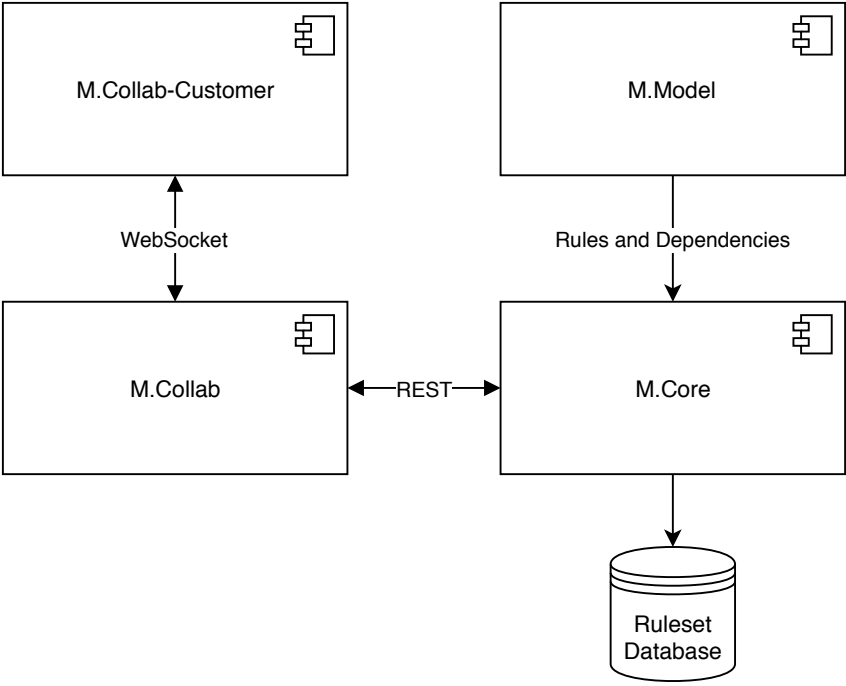 M.Collab-Customer
M.Model
WebSocket
Rules and Dependencies
M.Collab
REST
M.Core
Ruleset
Database